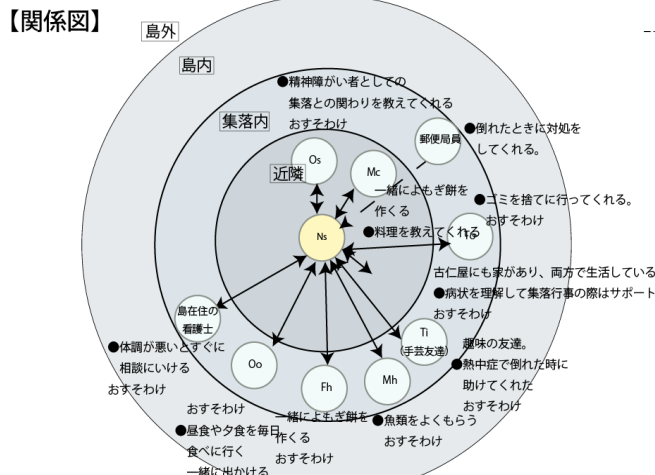 【関係図】
島外
島内
●精神障がい者としての
集落との関わりを教えてくれる
おすそわけ
集落内
郵便局員
●倒れたときに対処を
してくれる。
近隣
Os
Mc
一緒によもぎ餅を
作くる
●料理を教えてくれる
●ゴミを捨てに行ってくれる。
おすそわけ
Ns
古仁屋にも家があり、両方で生活している
●病状を理解して集落行事の際はサポート
おすそわけ
島在住の
看護士
●体調が悪いとすぐに
相談にいける
おすそわけ
Ti
(手芸友達)
趣味の友達。
●熱中症で倒れた時に
助けてくれた
おすそわけ
Oo
Fh
Mh
おすそわけ
●昼食や夕食を毎日
食べに行く
一緒に出かける
一緒によもぎ餅を
作くる
おすそわけ
●魚類をよくもらう
おすそわけ